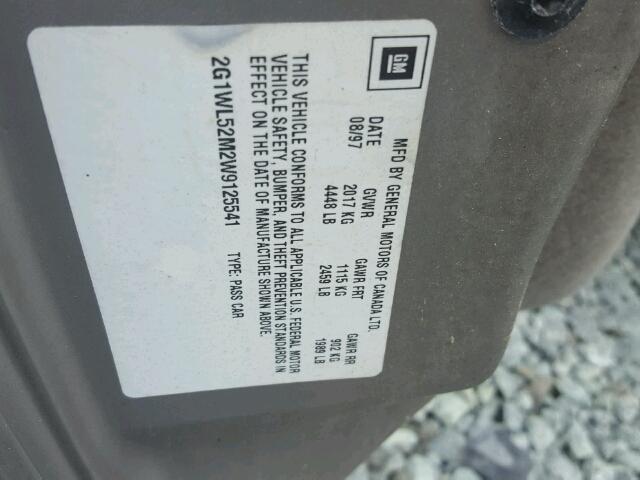 GM
MFD BY GENERAL MOTORS OF CANADA LTD.
DATE GVWR GAWR FRT GAWR RR
08/97 2017 KG 1115 KG 902 KG
4448 LB 2459 LB 1989 LB
THIS VEHICLE CONFORMS TO ALL APPLICABLE U.S. FEDERAL MOTOR
VEHICLE SAFETY, BUMPER, AND THEFT PREVENTION STANDARDS IN
EFFECT ON THE DATE OF MANUFACTURE SHOWN ABOVE.
2G1WL52M2W9125541 TYPE: PASS CAR